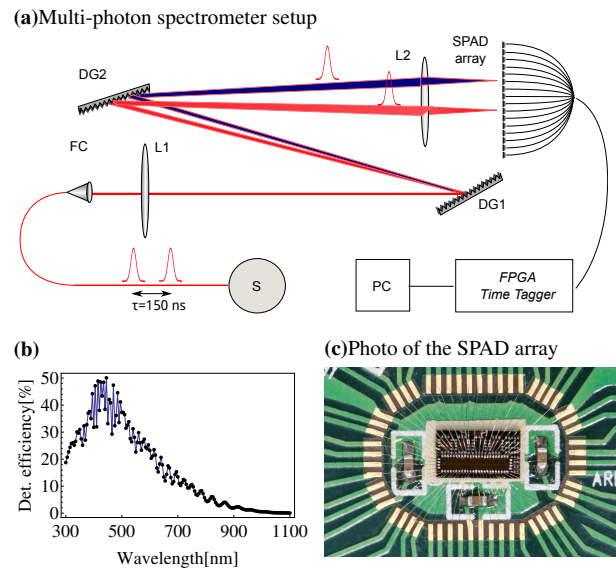 (a)Multi-photon spectrometer setup
L2
SPAD
array
DG2
FC
L1
DG1
S
τ=150 ns
PC
FPGA
Time Tagger
(b)
Det. efficiency[%]
50
40
30
20
10
0
300 500 700 900 1100
Wavelength[nm]
(c)Photo of the SPAD array